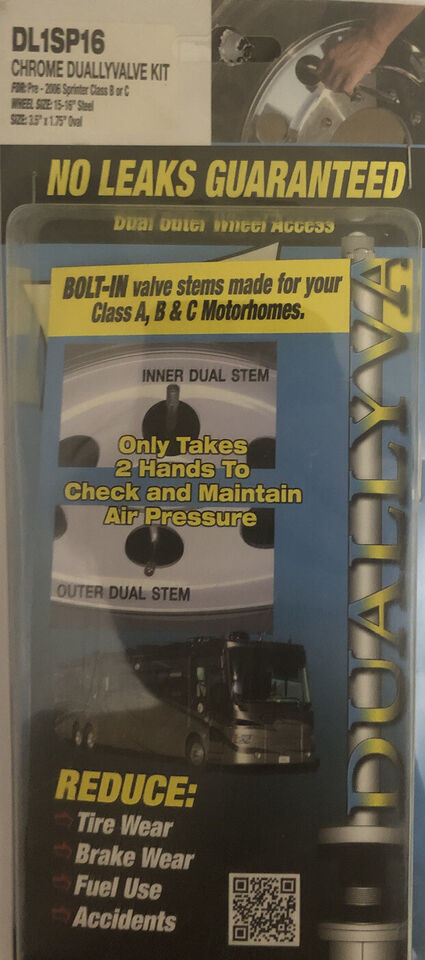 DL1SP16
CHROME DUALLYVALVE KIT
FOR: Pre - 2006 Sprinter Class B or C
WHEEL SIZE: 15-16" Steel
SIZE: 3.5" x 1.75" Oval
NO LEAKS GUARANTEED
Dual Outer Wheel Access
BOLT-IN valve stems made for your
Class A, B & C Motorhomes.
INNER DUAL STEM
Only Takes
2 Hands To
Check and Maintain
Air Pressure
OUTER DUAL STEM
DUALLYVA
REDUCE:
Tire Wear
Brake Wear
Fuel Use
Accidents